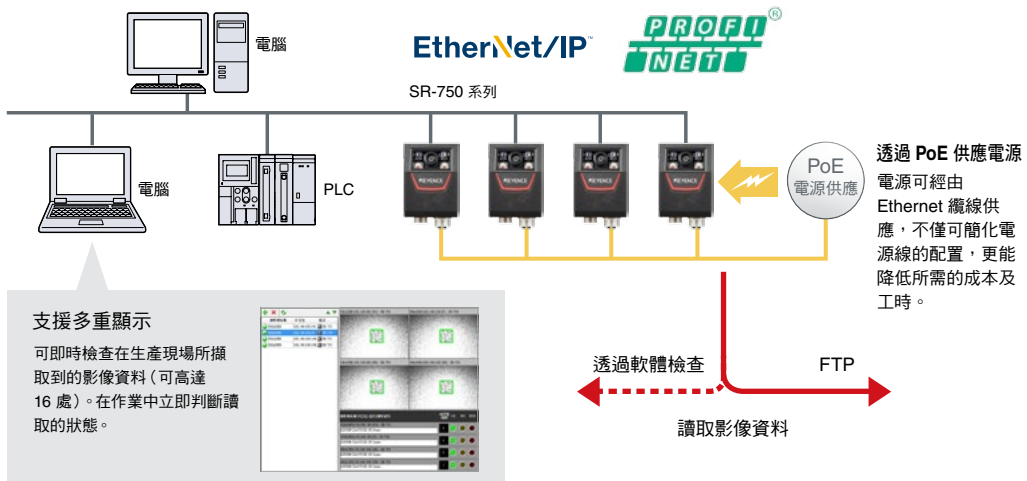 電腦
EtherNet/IP™
PROFI
NET®
SR-750 系列
電腦
PLC
KEYENCE
KEYENCE
KEYENCE
KEYENCE
PoE
電源供應
透過 PoE 供應電源
電源可經由
Ethernet 纜線供
應，不僅可簡化電
源線的配置，更能
降低所需的成本及
工時。
支援多重顯示
可即時檢查在生產現場所擷
取到的影像資料（可高達
16 處）。在作業中立即判斷讀
取的狀態。
透過軟體檢查
FTP
讀取影像資料